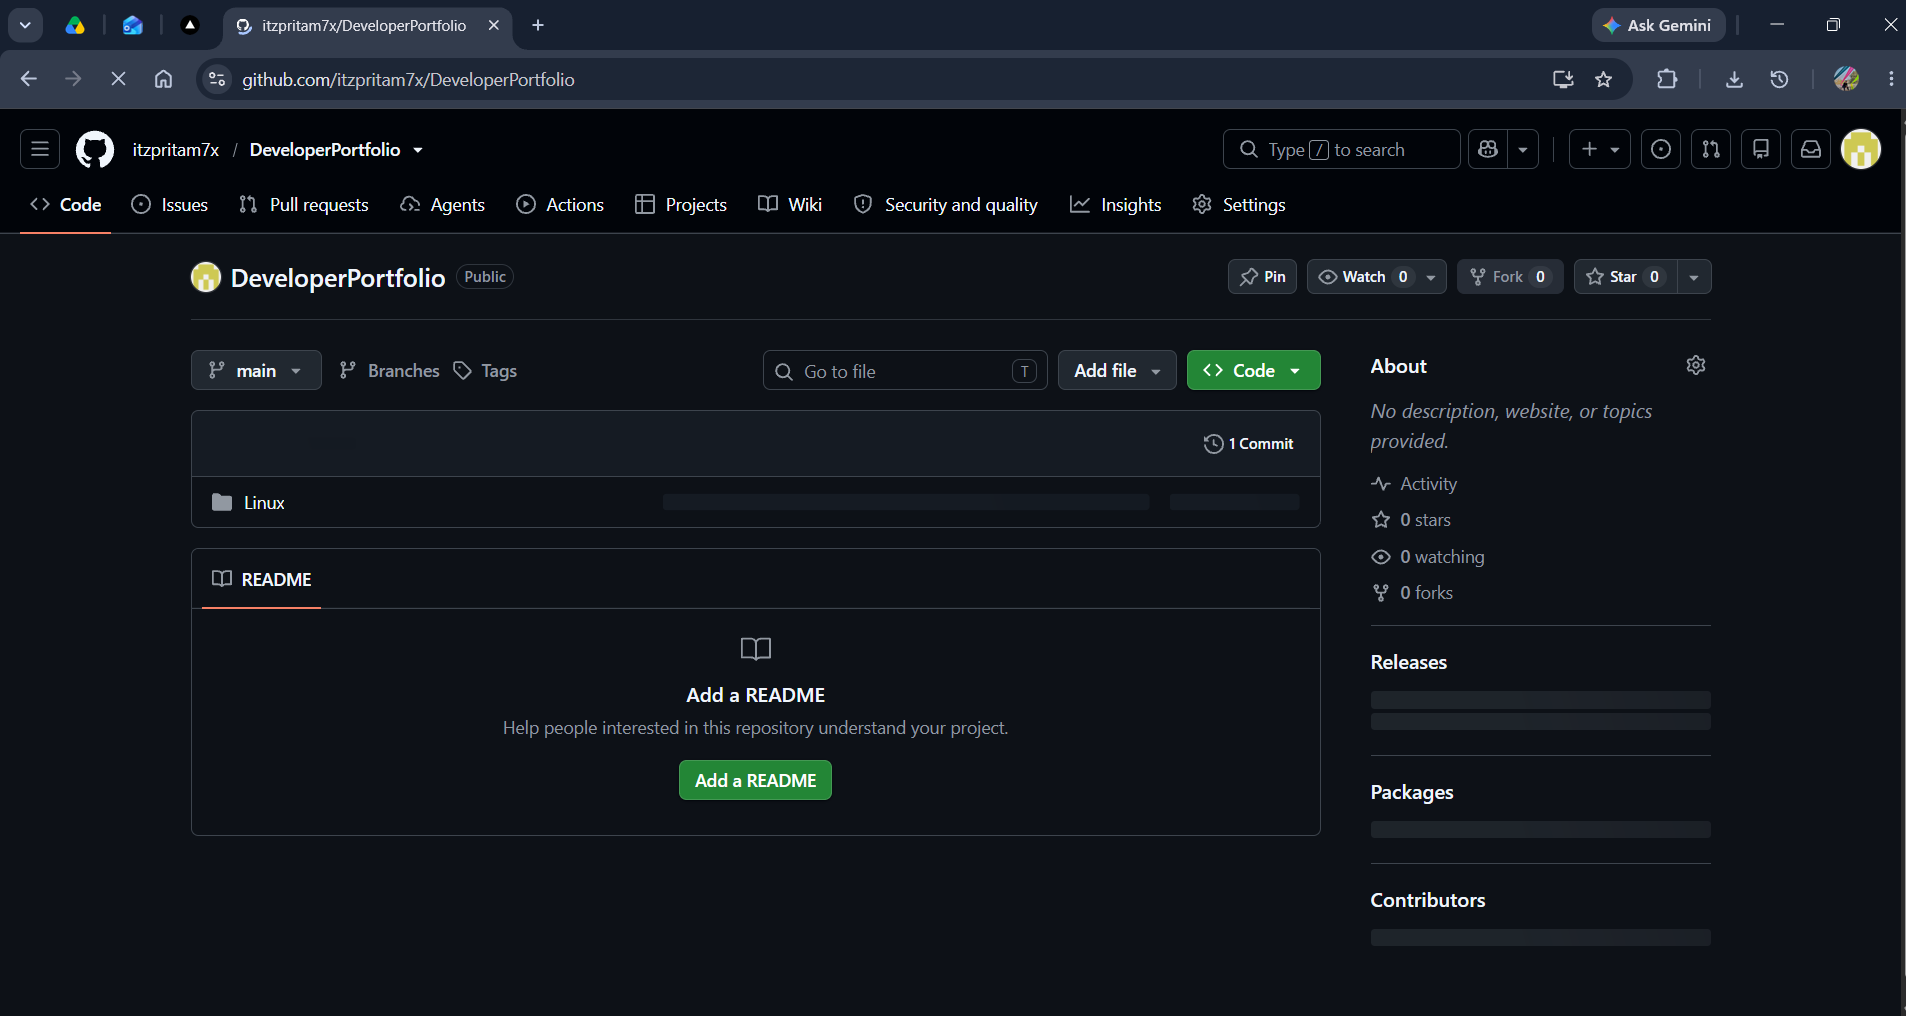 itzpritam7x/DeveloperPortfolio
Ask Gemini
github.com/itzpritam7x/DeveloperPortfolio
itzpritam7x / DeveloperPortfolio
Type / to search
Code Issues Pull requests Agents Actions Projects Wiki Security and quality Insights Settings
DeveloperPortfolio Public
Pin Watch 0 Fork 0 Star 0
main Branches Tags Go to file T Add file Code
1 Commit
Linux
README
Add a README
Help people interested in this repository understand your project.
Add a README
About
No description, website, or topics
provided.
Activity
0 stars
0 watching
0 forks
Releases
Packages
Contributors